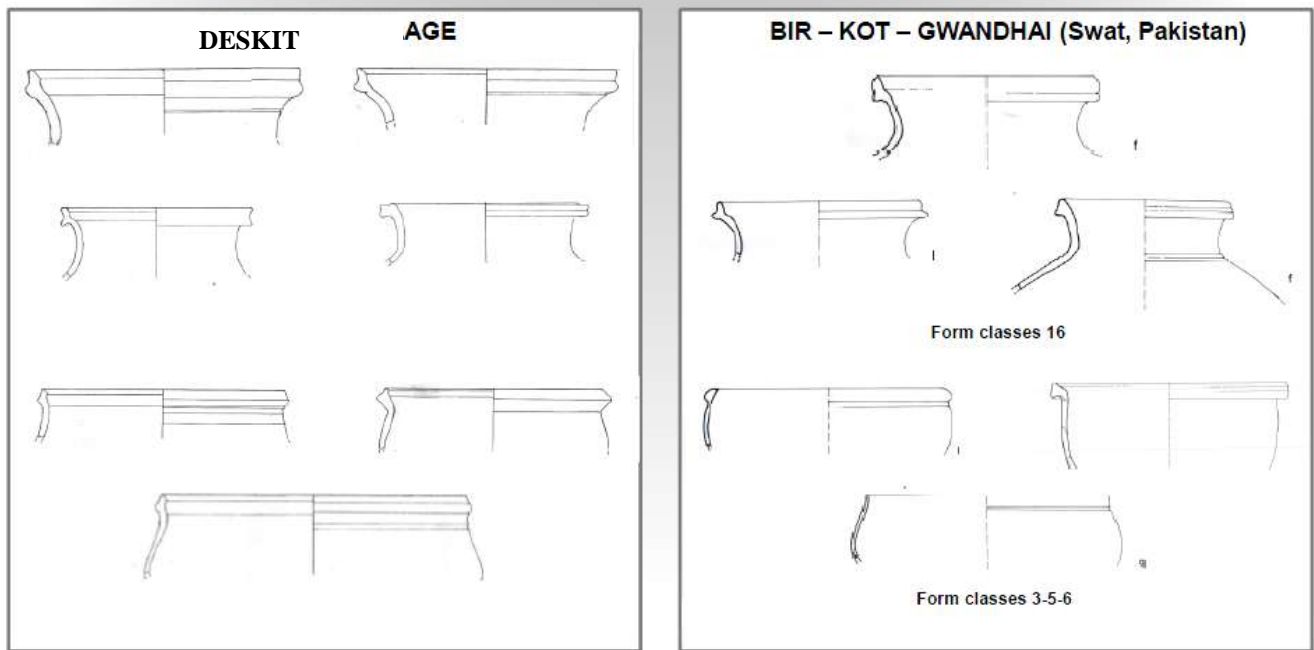 DESKIT AGE
BIR – KOT – GWANDHAI (Swat, Pakistan)
f
l
f
Form classes 16
l
g
Form classes 3-5-6